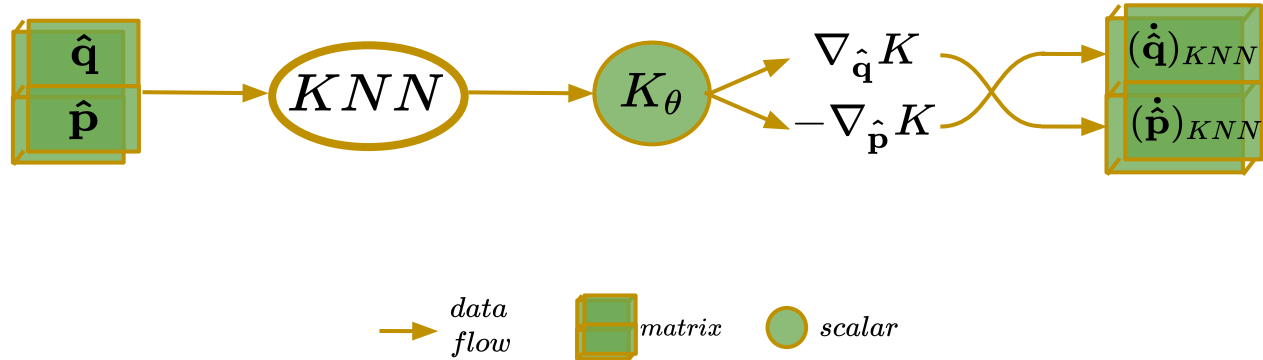 q̂
p̂
KNN
K_θ
∇_q̂ K
−∇_p̂ K
(q̂̇)_KNN
(p̂̇)_KNN
data
flow
matrix
scalar